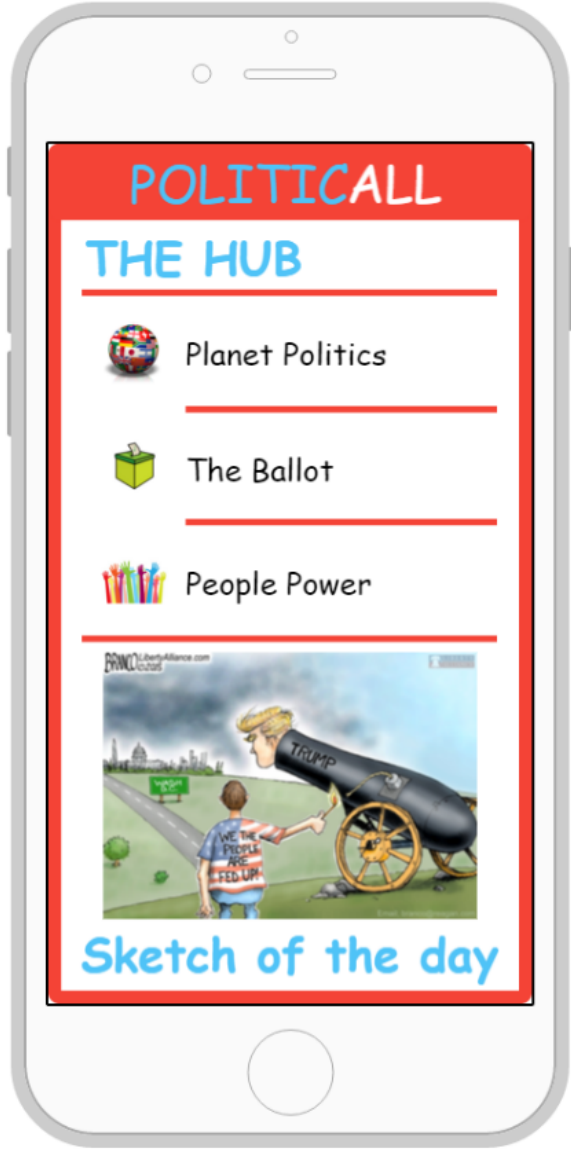 POLITICALL
THE HUB
Planet Politics
The Ballot
People Power
BRANCO LibertyAlliance.com
TRUMP
WASH
D.C.
WE THE
PEOPLE
ARE
FED UP!
Sketch of the day